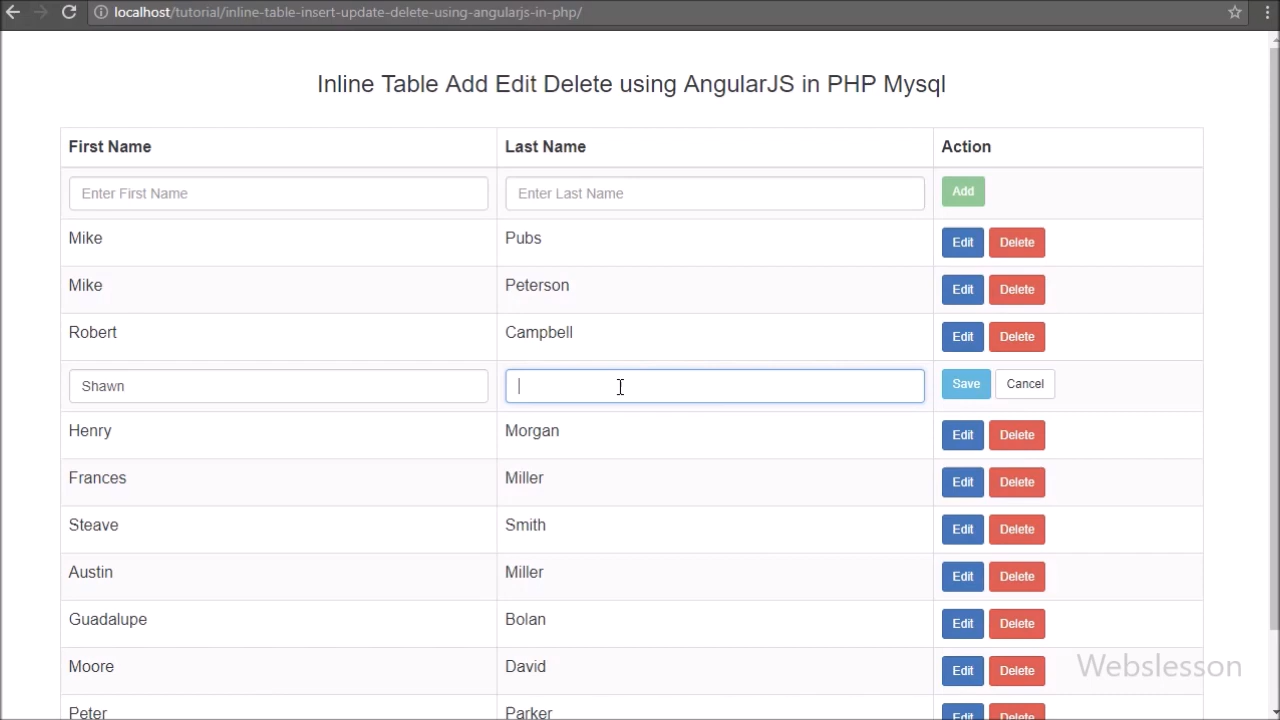 localhost/tutorial/inline-table-insert-update-delete-using-angularjs-in-php/
Inline Table Add Edit Delete using AngularJS in PHP Mysql
First Name Last Name Action
Enter First Name Enter Last Name Add
Mike Pubs Edit Delete
Mike Peterson Edit Delete
Robert Campbell Edit Delete
Shawn Save Cancel
Henry Morgan Edit Delete
Frances Miller Edit Delete
Steave Smith Edit Delete
Austin Miller Edit Delete
Guadalupe Bolan Edit Delete
Moore David Edit Delete
Webslesson
Peter Parker Edit Delete